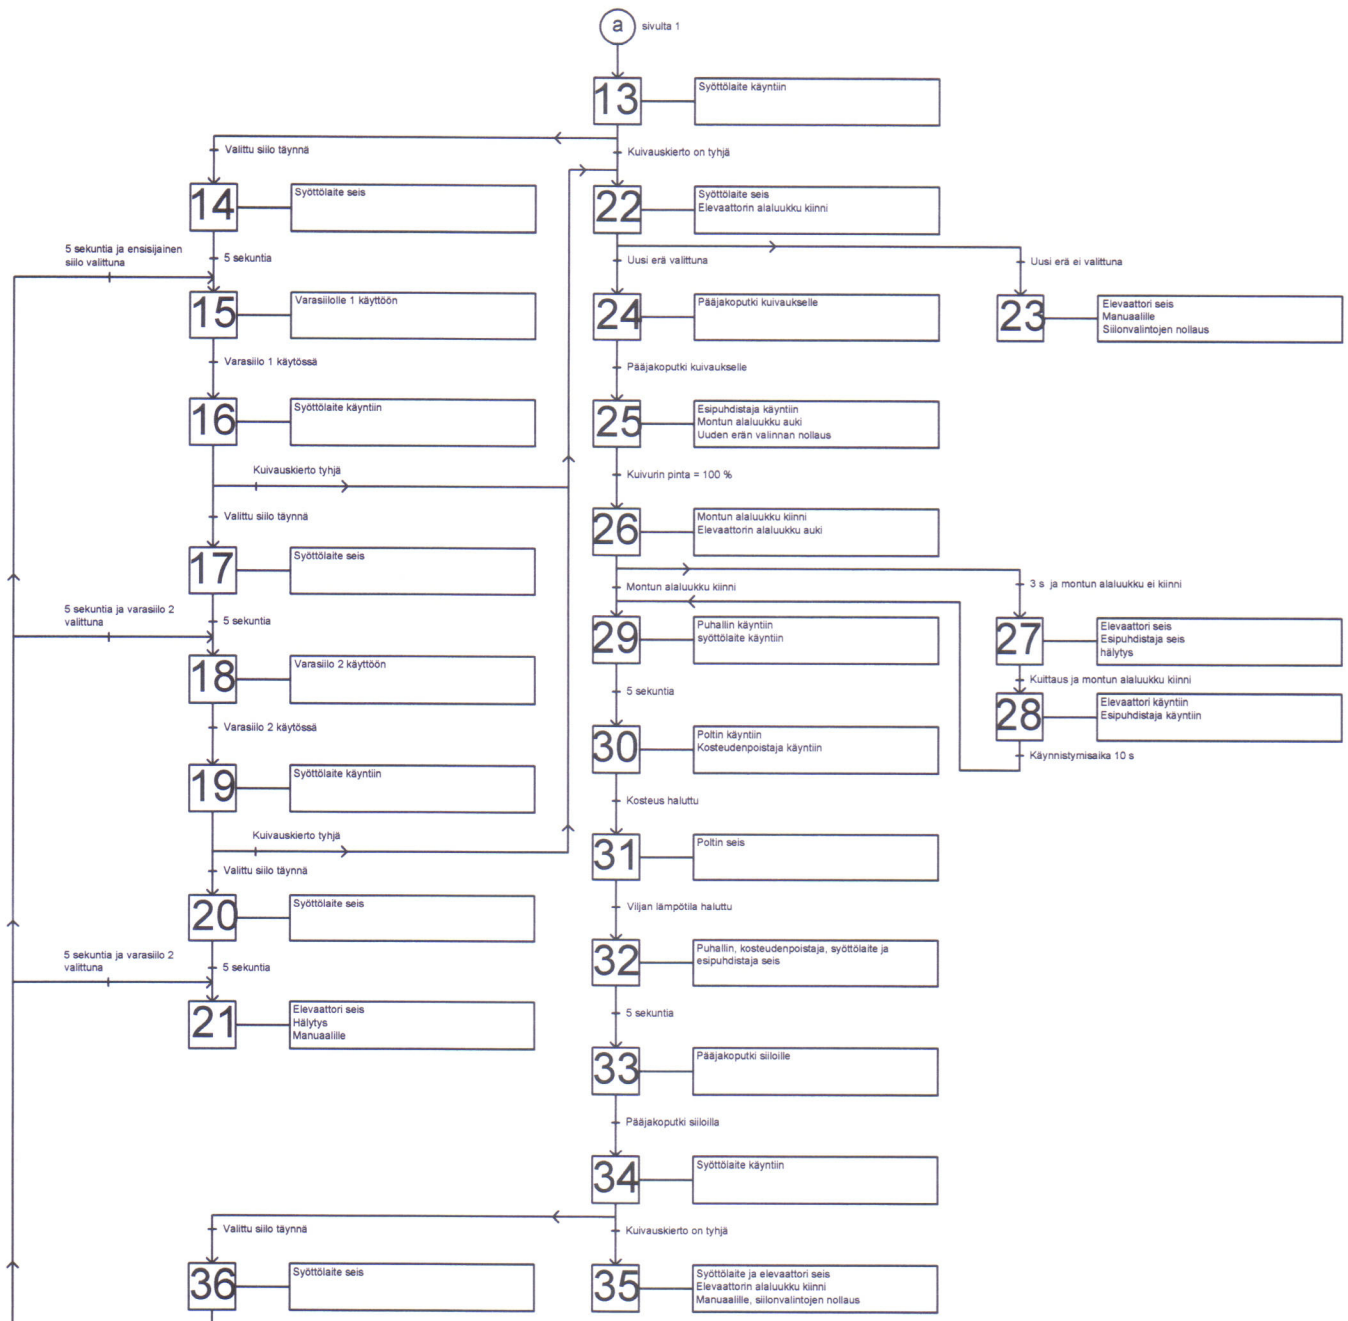 a
sivulta 1
13
Syöttölaite käyntiin
Valittu siilo täynnä
Kuivauskierto on tyhjä
14
Syöttölaite seis
22
Syöttölaite seis
Elevaattorin alaluukku kiinni
5 sekuntia ja ensisijainen
siilo valittuna
5 sekuntia
Uusi erä valittuna
Uusi erä ei valittuna
15
Varasiilolle 1 käyttöön
24
Pääjakoputki kuivaukselle
23
Elevaattori seis
Manuaalille
Siilonvalintojen nollaus
Varasiilo 1 käytössä
Pääjakoputki kuivaukselle
16
Syöttölaite käyntiin
25
Esipuhdistaja käyntiin
Montun alaluukku auki
Uuden erän valinnan nollaus
Kuivauskierto tyhjä
Kuivurin pinta = 100 %
Valittu siilo täynnä
26
Montun alaluukku kiinni
Elevaattorin alaluukku auki
17
Syöttölaite seis
Montun alaluukku kiinni
3 s ja montun alaluukku ei kiinni
5 sekuntia ja varasiilo 2
valittuna
5 sekuntia
29
Puhallin käyntiin
syöttölaite käyntiin
27
Elevaattori seis
Esipuhdistaja seis
hälytys
18
Varasiilo 2 käyttöön
5 sekuntia
Kuittaus ja montun alaluukku kiinni
28
Elevaattori käyntiin
Esipuhdistaja käyntiin
Varasiilo 2 käytössä
30
Poltin käyntiin
Kosteudenpoistaja käyntiin
Käynnistymisaika 10 s
19
Syöttölaite käyntiin
Kosteus haluttu
Kuivauskierto tyhjä
31
Poltin seis
Valittu siilo täynnä
20
Syöttölaite seis
Viljan lämpötila haluttu
5 sekuntia ja varasiilo 2
valittuna
5 sekuntia
32
Puhallin, kosteudenpoistaja, syöttölaite ja
esipuhdistaja seis
21
Elevaattori seis
Hälytys
Manuaalille
5 sekuntia
33
Pääjakoputki siiloille
Pääjakoputki siiloilla
34
Syöttölaite käyntiin
Valittu siilo täynnä
Kuivauskierto on tyhjä
36
Syöttölaite seis
35
Syöttölaite ja elevaattori seis
Elevaattorin alaluukku kiinni
Manuaalille, siilonvalintojen nollaus